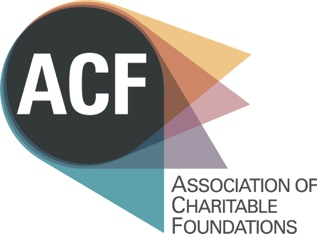 ACF
ASSOCIATION OF
CHARITABLE
FOUNDATIONS